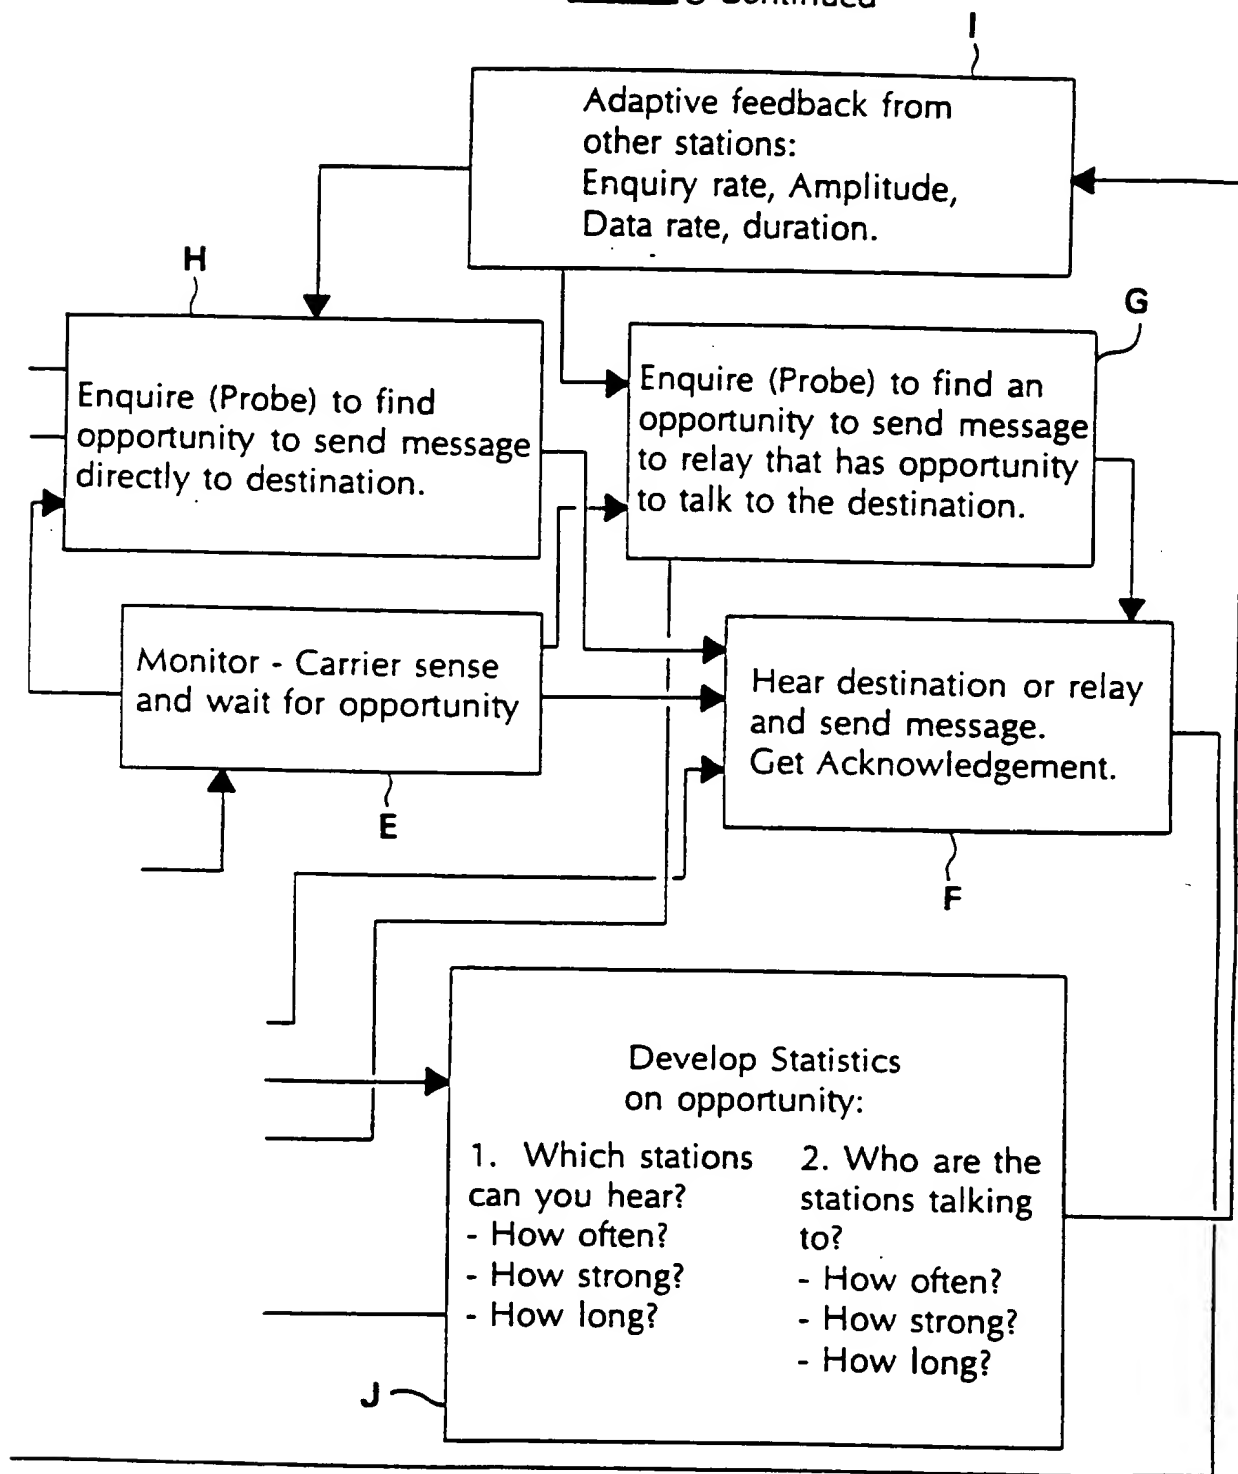 Continued
I
Adaptive feedback from
other stations:
Enquiry rate, Amplitude,
Data rate, duration.
H
G
Enquire (Probe) to find
opportunity to send message
directly to destination.
Enquire (Probe) to find an
opportunity to send message
to relay that has opportunity
to talk to the destination.
Monitor - Carrier sense
and wait for opportunity
E
Hear destination or relay
and send message.
Get Acknowledgement.
F
Develop Statistics
on opportunity:
1. Which stations
can you hear?
- How often?
- How strong?
- How long?
2. Who are the
stations talking
to?
- How often?
- How strong?
- How long?
J